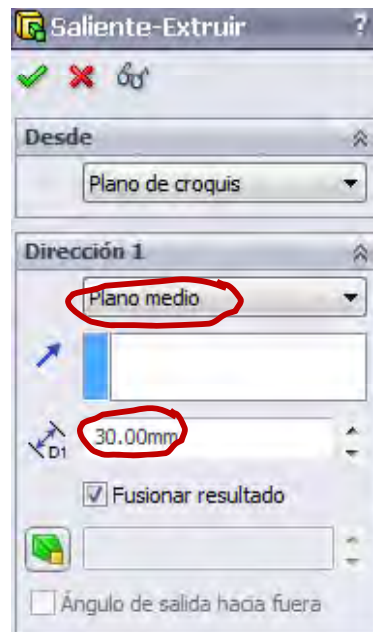 Saliente-Extruir ?
Desde
Plano de croquis
Dirección 1
Plano medio
D1 30.00mm
Fusionar resultado
Ángulo de salida hacia fuera